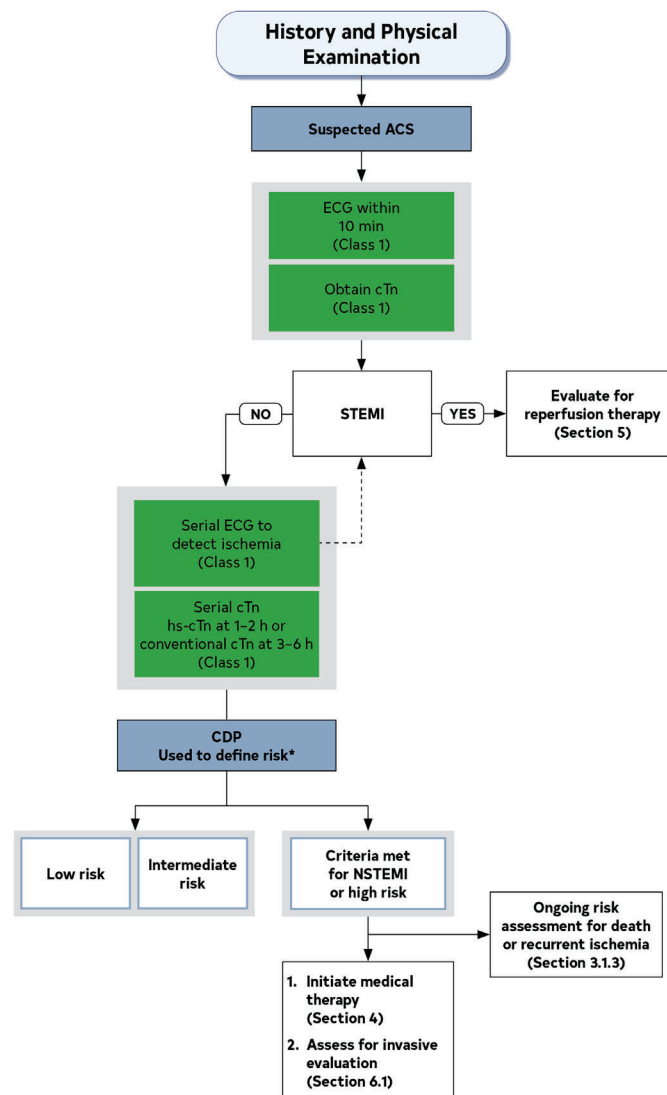 History and Physical
Examination
Suspected ACS
ECG within
10 min
(Class 1)
Obtain cTn
(Class 1)
NO
STEMI
YES
Evaluate for
reperfusion therapy
(Section 5)
Serial ECG to
detect ischemia
(Class 1)
Serial cTn
hs-cTn at 1–2 h or
conventional cTn at 3–6 h
(Class 1)
CDP
Used to define risk*
Low risk
Intermediate
risk
Criteria met
for NSTEMI
or high risk
Ongoing risk
assessment for death
or recurrent ischemia
(Section 3.1.3)
1. Initiate medical
therapy
(Section 4)
2. Assess for invasive
evaluation
(Section 6.1)